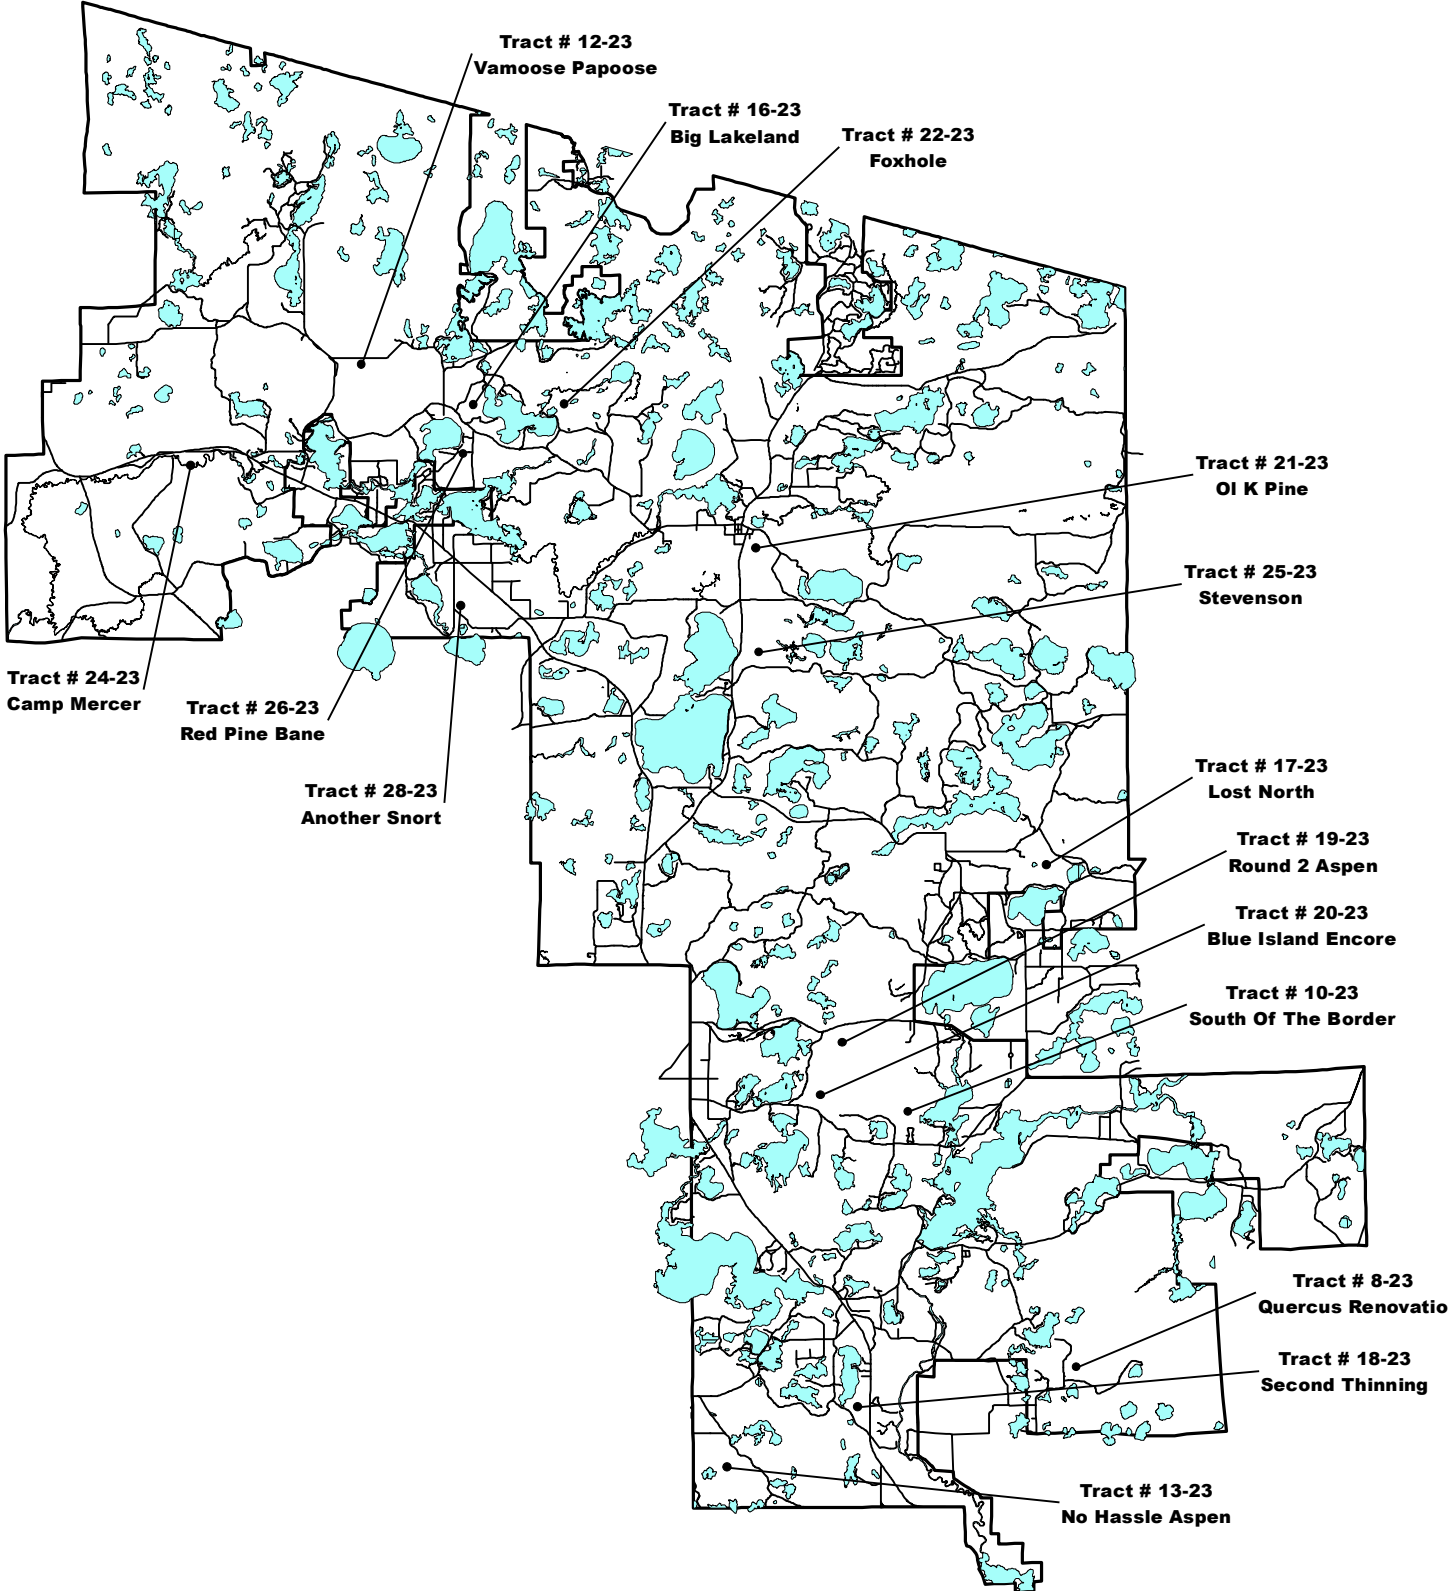 Tract # 12-23
Vamoose Papoose
Tract # 16-23
Big Lakeland
Tract # 22-23
Foxhole
Tract # 21-23
Ol K Pine
Tract # 25-23
Stevenson
Tract # 24-23
Camp Mercer
Tract # 26-23
Red Pine Bane
Tract # 28-23
Another Snort
Tract # 17-23
Lost North
Tract # 19-23
Round 2 Aspen
Tract # 20-23
Blue Island Encore
Tract # 10-23
South Of The Border
Tract # 8-23
Quercus Renovatio
Tract # 18-23
Second Thinning
Tract # 13-23
No Hassle Aspen